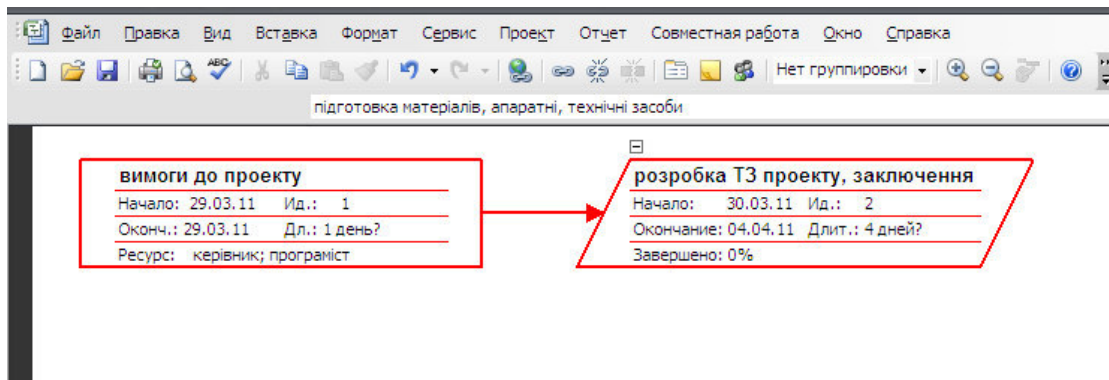 Файл Правка Вид Вставка Формат Сервис Проект Отчет Совместная работа Окно Справка
ABC Нет группировки
підготовка матеріалів, апаратні, технічні засоби
вимоги до проекту
Начало: 29.03.11 Ид.: 1
Оконч.: 29.03.11 Дл.: 1 день?
Ресурс: керівник; програміст
розробка ТЗ проекту, заключення
Начало: 30.03.11 Ид.: 2
Окончание: 04.04.11 Длит.: 4 дней?
Завершено: 0%